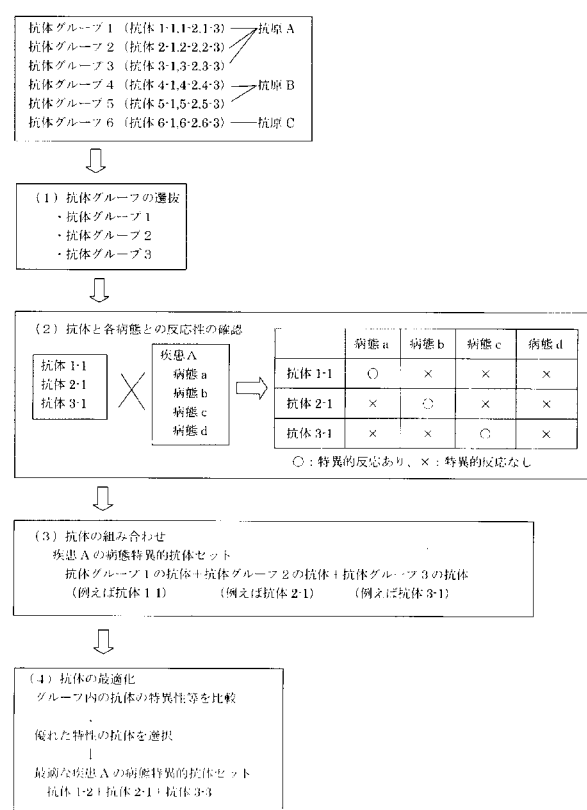 抗体グループ1 (抗体 1-1,1-2,1-3) 抗原 A
抗体グループ2 (抗体 2-1,2-2,2-3)
抗体グループ3 (抗体 3-1,3-2,3-3)
抗体グループ4 (抗体 4-1,4-2,4-3) 抗原 B
抗体グループ5 (抗体 5-1,5-2,5-3)
抗体グループ6 (抗体 6-1,6-2,6-3) 抗原 C
(1) 抗体グループの選抜
・抗体グループ1
・抗体グループ2
・抗体グループ3
(2) 抗体と各病態との反応性の確認
抗体 1-1
抗体 2-1
抗体 3-1
疾患A
病態 a
病態 b
病態 c
病態 d
病態 a 病態 b 病態 c 病態 d
抗体 1-1 ○ × × ×
抗体 2-1 × ○ × ×
抗体 3-1 × × ○ ×
○:特異的反応あり、×:特異的反応なし
(3) 抗体の組み合わせ
疾患 A の病態特異的抗体セット
抗体グループ1の抗体+抗体グループ2の抗体+抗体グループ3の抗体
(例えば抗体 1-1) (例えば抗体 2-1) (例えば抗体 3-1)
(4) 抗体の最適化
グループ内の抗体の特異性等を比較
↓
優れた特性の抗体を選択
↓
最適な疾患 A の病態特異的抗体セット
抗体 1-2+抗体 2-1+抗体 3-3